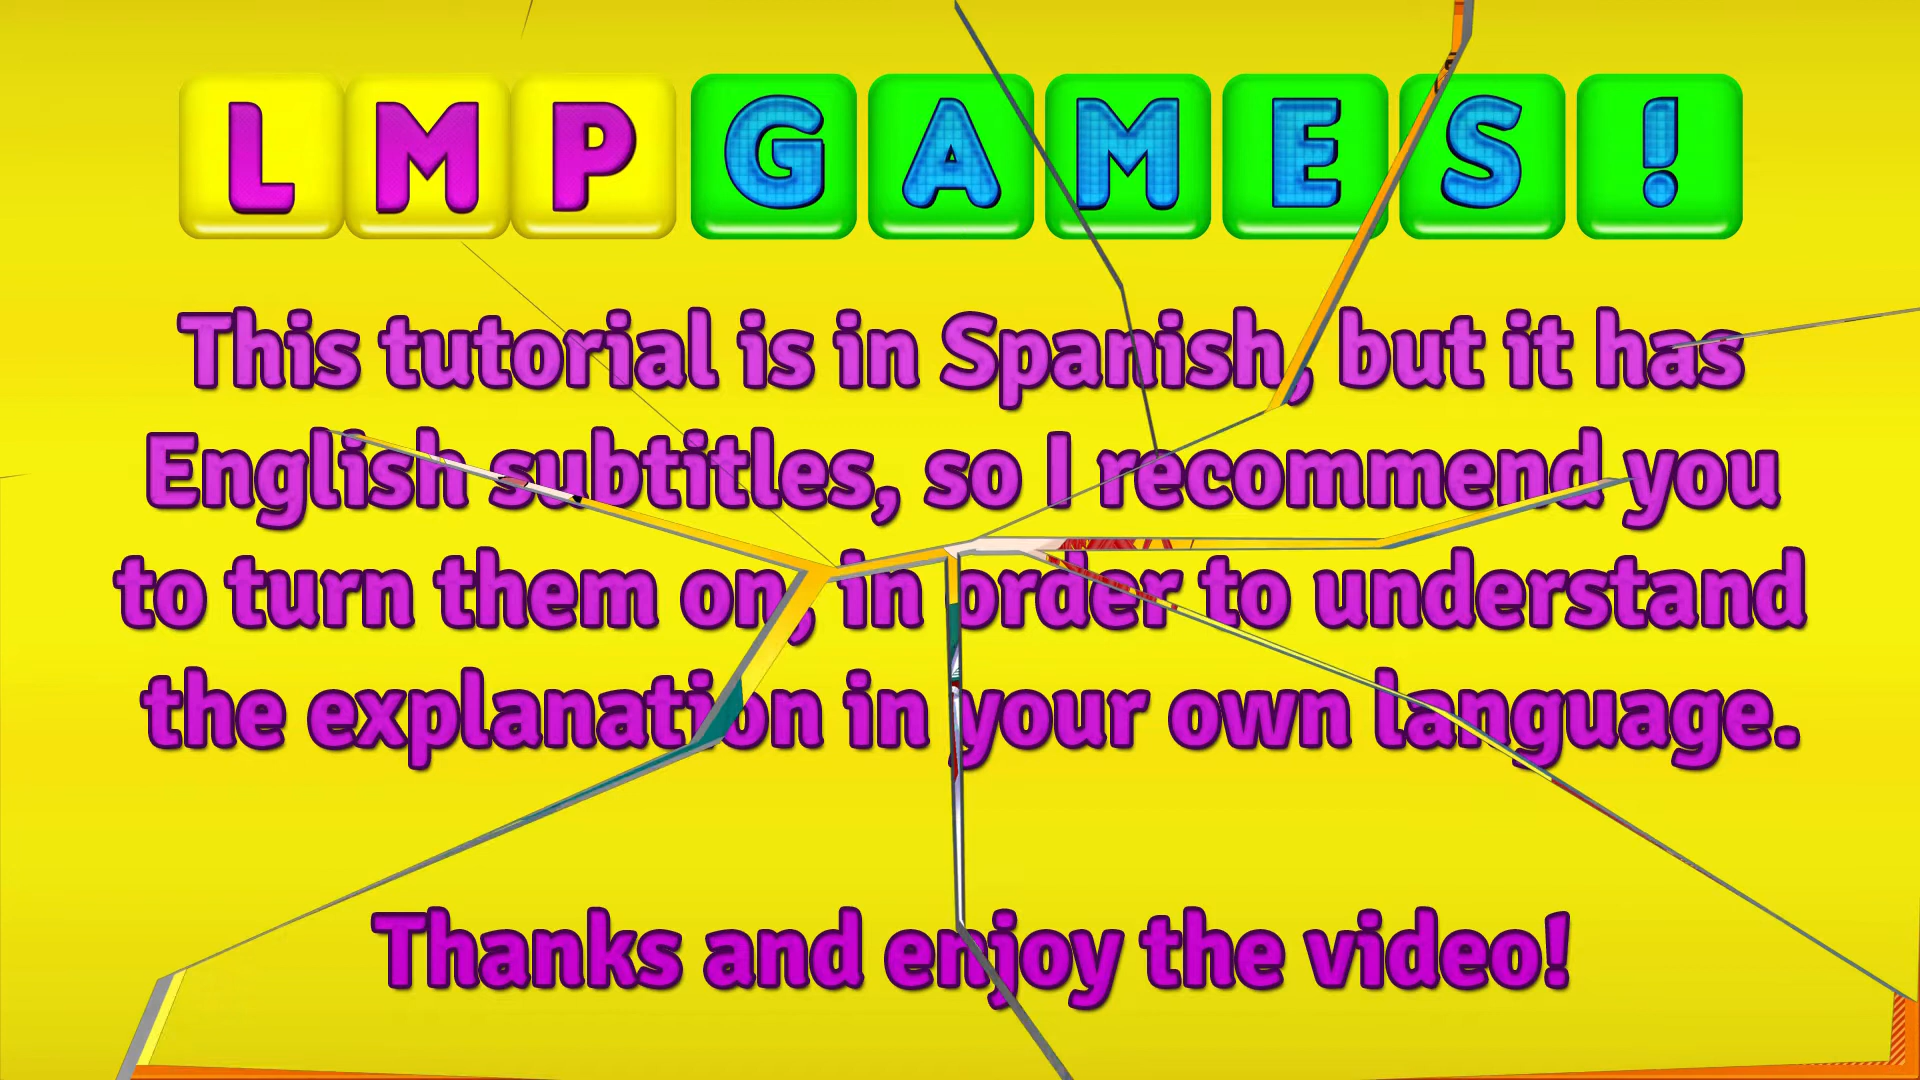 LMP GAMES!
This tutorial is in Spanish, but it has
English subtitles, so I recommend you
to turn them on, in order to understand
the explanation in your own language.
Thanks and enjoy the video!